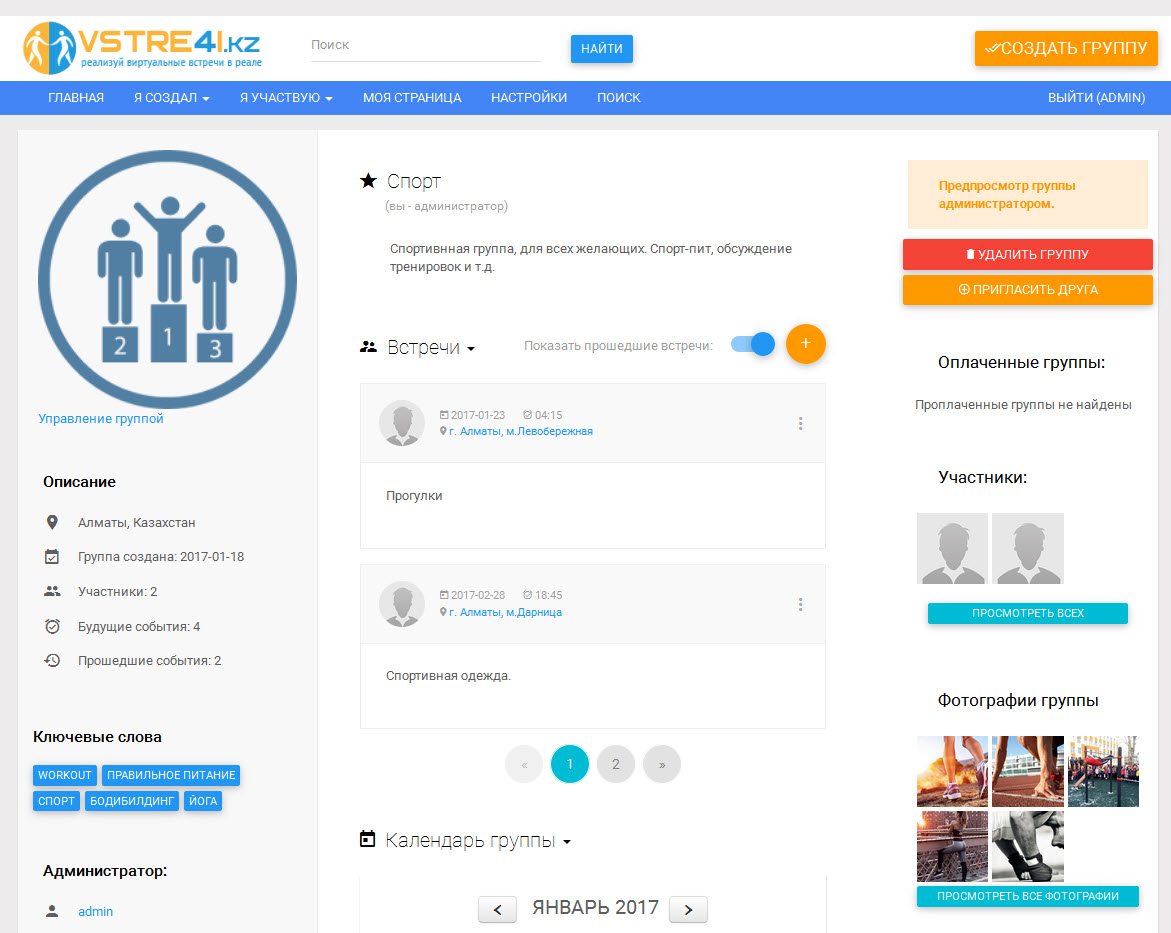 VSTRE4I.KZ
реализуй виртуальные встречи в реале
Поиск
НАЙТИ
СОЗДАТЬ ГРУППУ
ГЛАВНАЯ
Я СОЗДАЛ
Я УЧАСТВУЮ
МОЯ СТРАНИЦА
НАСТРОЙКИ
ПОИСК
ВЫЙТИ (ADMIN)
2
1
3
Управление группой
Описание
Алматы, Казахстан
Группа создана: 2017-01-18
Участники: 2
Будущие события: 4
Прошедшие события: 2
Ключевые слова
WORKOUT
ПРАВИЛЬНОЕ ПИТАНИЕ
СПОРТ
БОДИБИЛДИНГ
ЙОГА
Администратор:
admin
Спорт
(вы - администратор)
Спортивнная группа, для всех желающих. Спорт-пит, обсуждение
тренировок и т.д.
Встречи
Показать прошедшие встречи:
+
2017-01-23
04:15
г. Алматы, м.Левобережная
Прогулки
2017-02-28
18:45
г. Алматы, м.Дарница
Спортивная одежда.
«
1
2
»
Календарь группы
<
ЯНВАРЬ 2017
>
Предпросмотр группы
администратором.
УДАЛИТЬ ГРУППУ
ПРИГЛАСИТЬ ДРУГА
Оплаченные группы:
Проплаченные группы не найдены
Участники:
ПРОСМОТРЕТЬ ВСЕХ
Фотографии группы
ПРОСМОТРЕТЬ ВСЕ ФОТОГРАФИИ